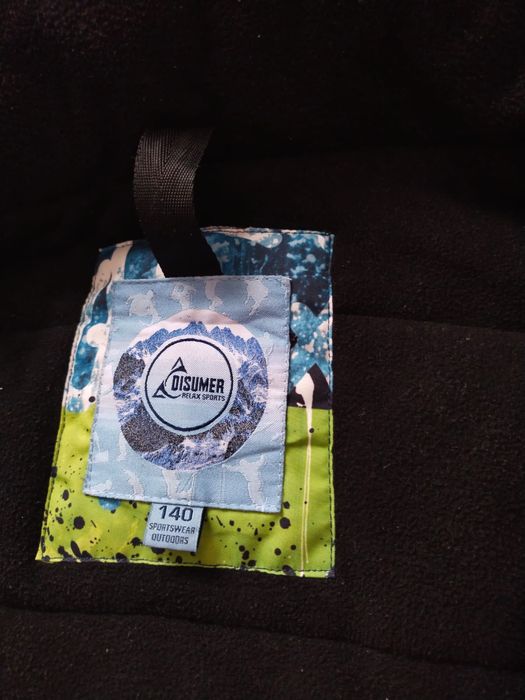 DISUMER
RELAX SPORTS
140
SPORTSWEAR
OUTDOORS